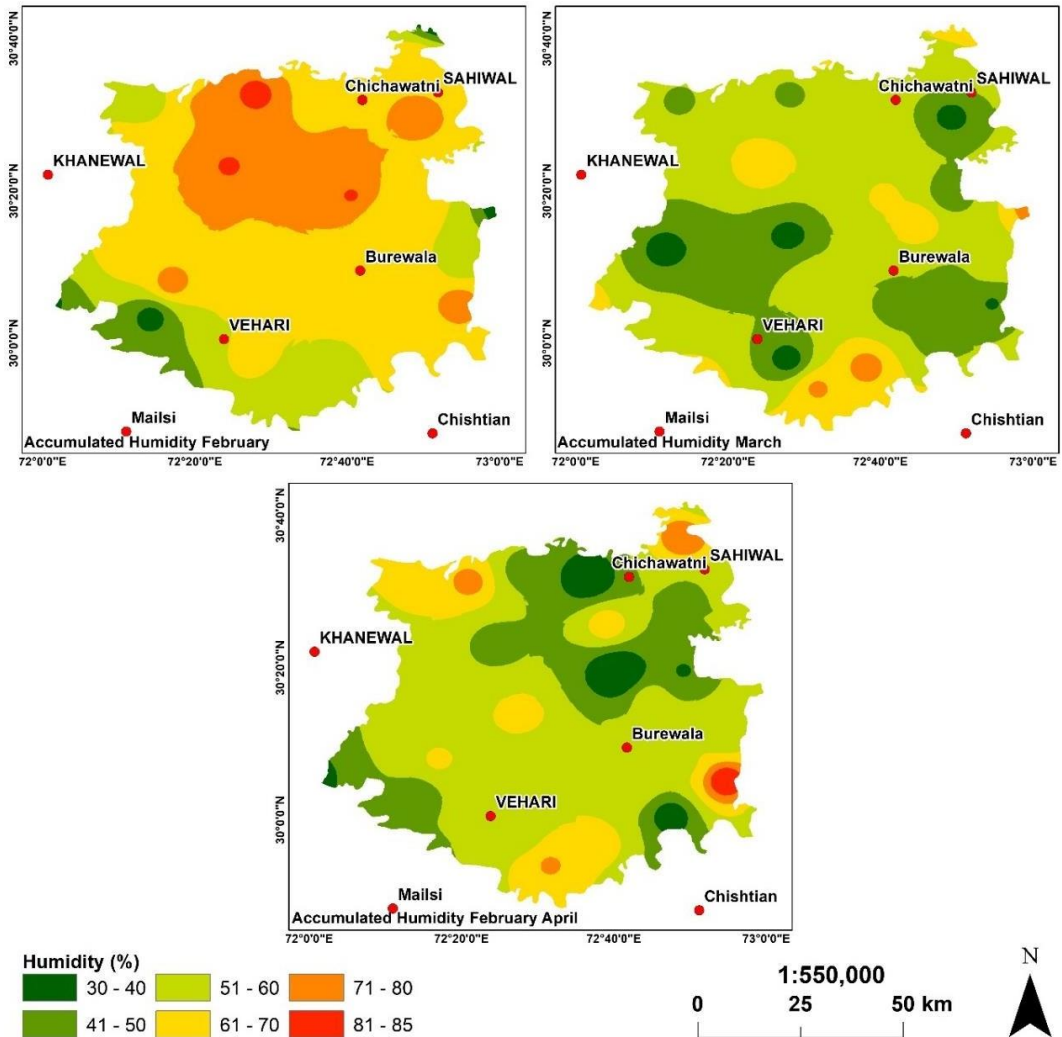 30°40'0"N
30°20'0"N
30°0'0"N
Chichawatni
SAHIWAL
KHANEWAL
Burewala
VEHARI
Mailsi
Chishtian
Accumulated Humidity February
72°0'0"E
72°20'0"E
72°40'0"E
73°0'0"E
30°40'0"N
30°20'0"N
30°0'0"N
Chichawatni
SAHIWAL
KHANEWAL
Burewala
VEHARI
Mailsi
Chishtian
Accumulated Humidity March
72°0'0"E
72°20'0"E
72°40'0"E
73°0'0"E
30°40'0"N
30°20'0"N
30°0'0"N
Chichawatni
SAHIWAL
KHANEWAL
Burewala
VEHARI
Mailsi
Chishtian
Accumulated Humidity February April
72°0'0"E
72°20'0"E
72°40'0"E
73°0'0"E
Humidity (%)
30 - 40
51 - 60
71 - 80
41 - 50
61 - 70
81 - 85
1:550,000
0 25 50 km
N